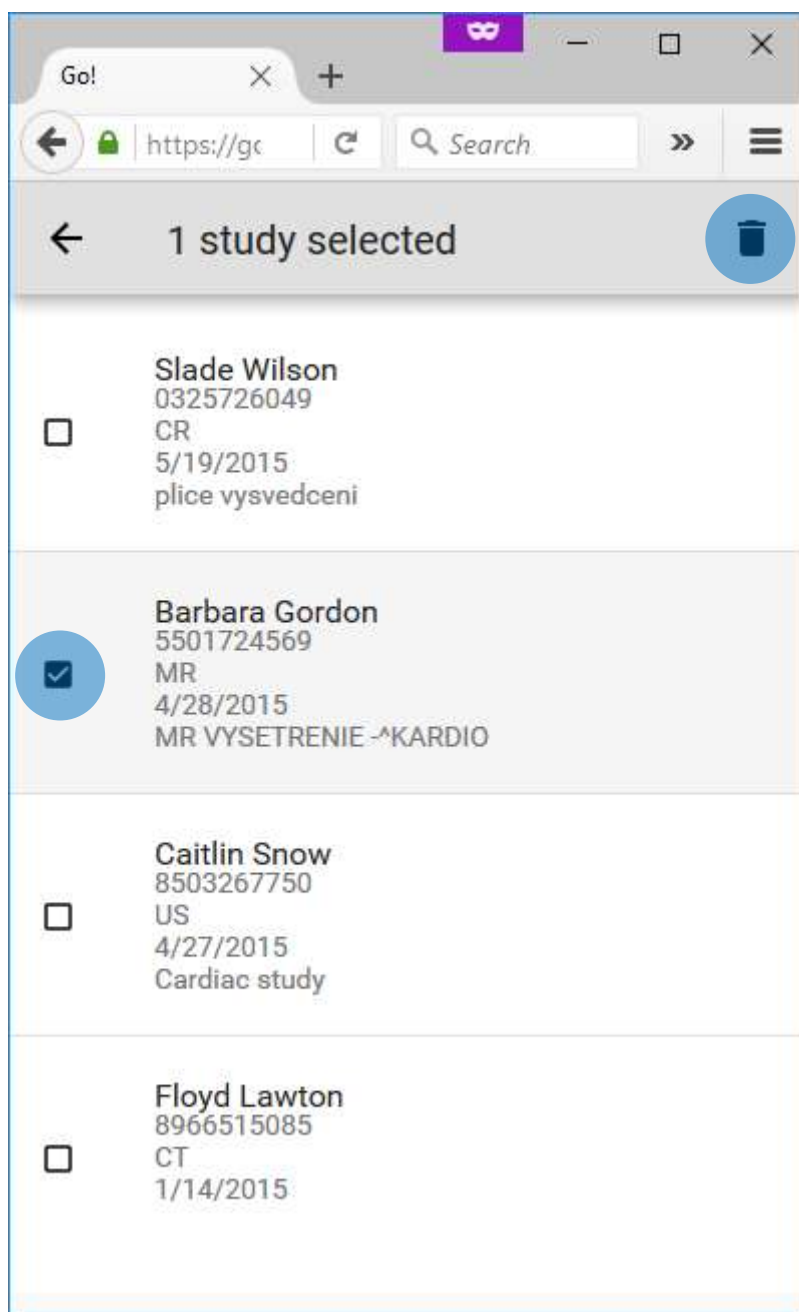 Go!
https://gc
Search
1 study selected
Slade Wilson
0325726049
CR
5/19/2015
plice vysvedceni
Barbara Gordon
5501724569
MR
4/28/2015
MR VYSETRENIE -^KARDIO
Caitlin Snow
8503267750
US
4/27/2015
Cardiac study
Floyd Lawton
8966515085
CT
1/14/2015